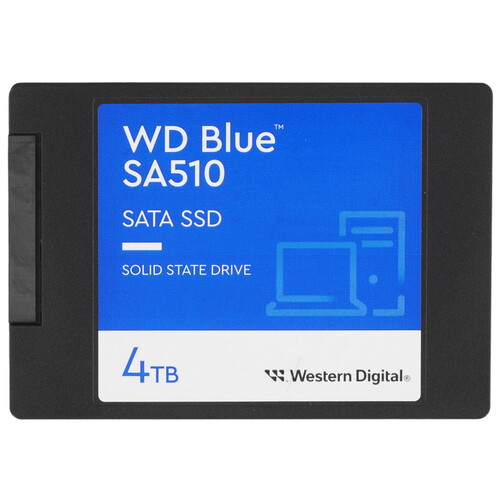 WD Blue™
SA510
SATA SSD
SOLID STATE DRIVE
4TB
Western Digital®